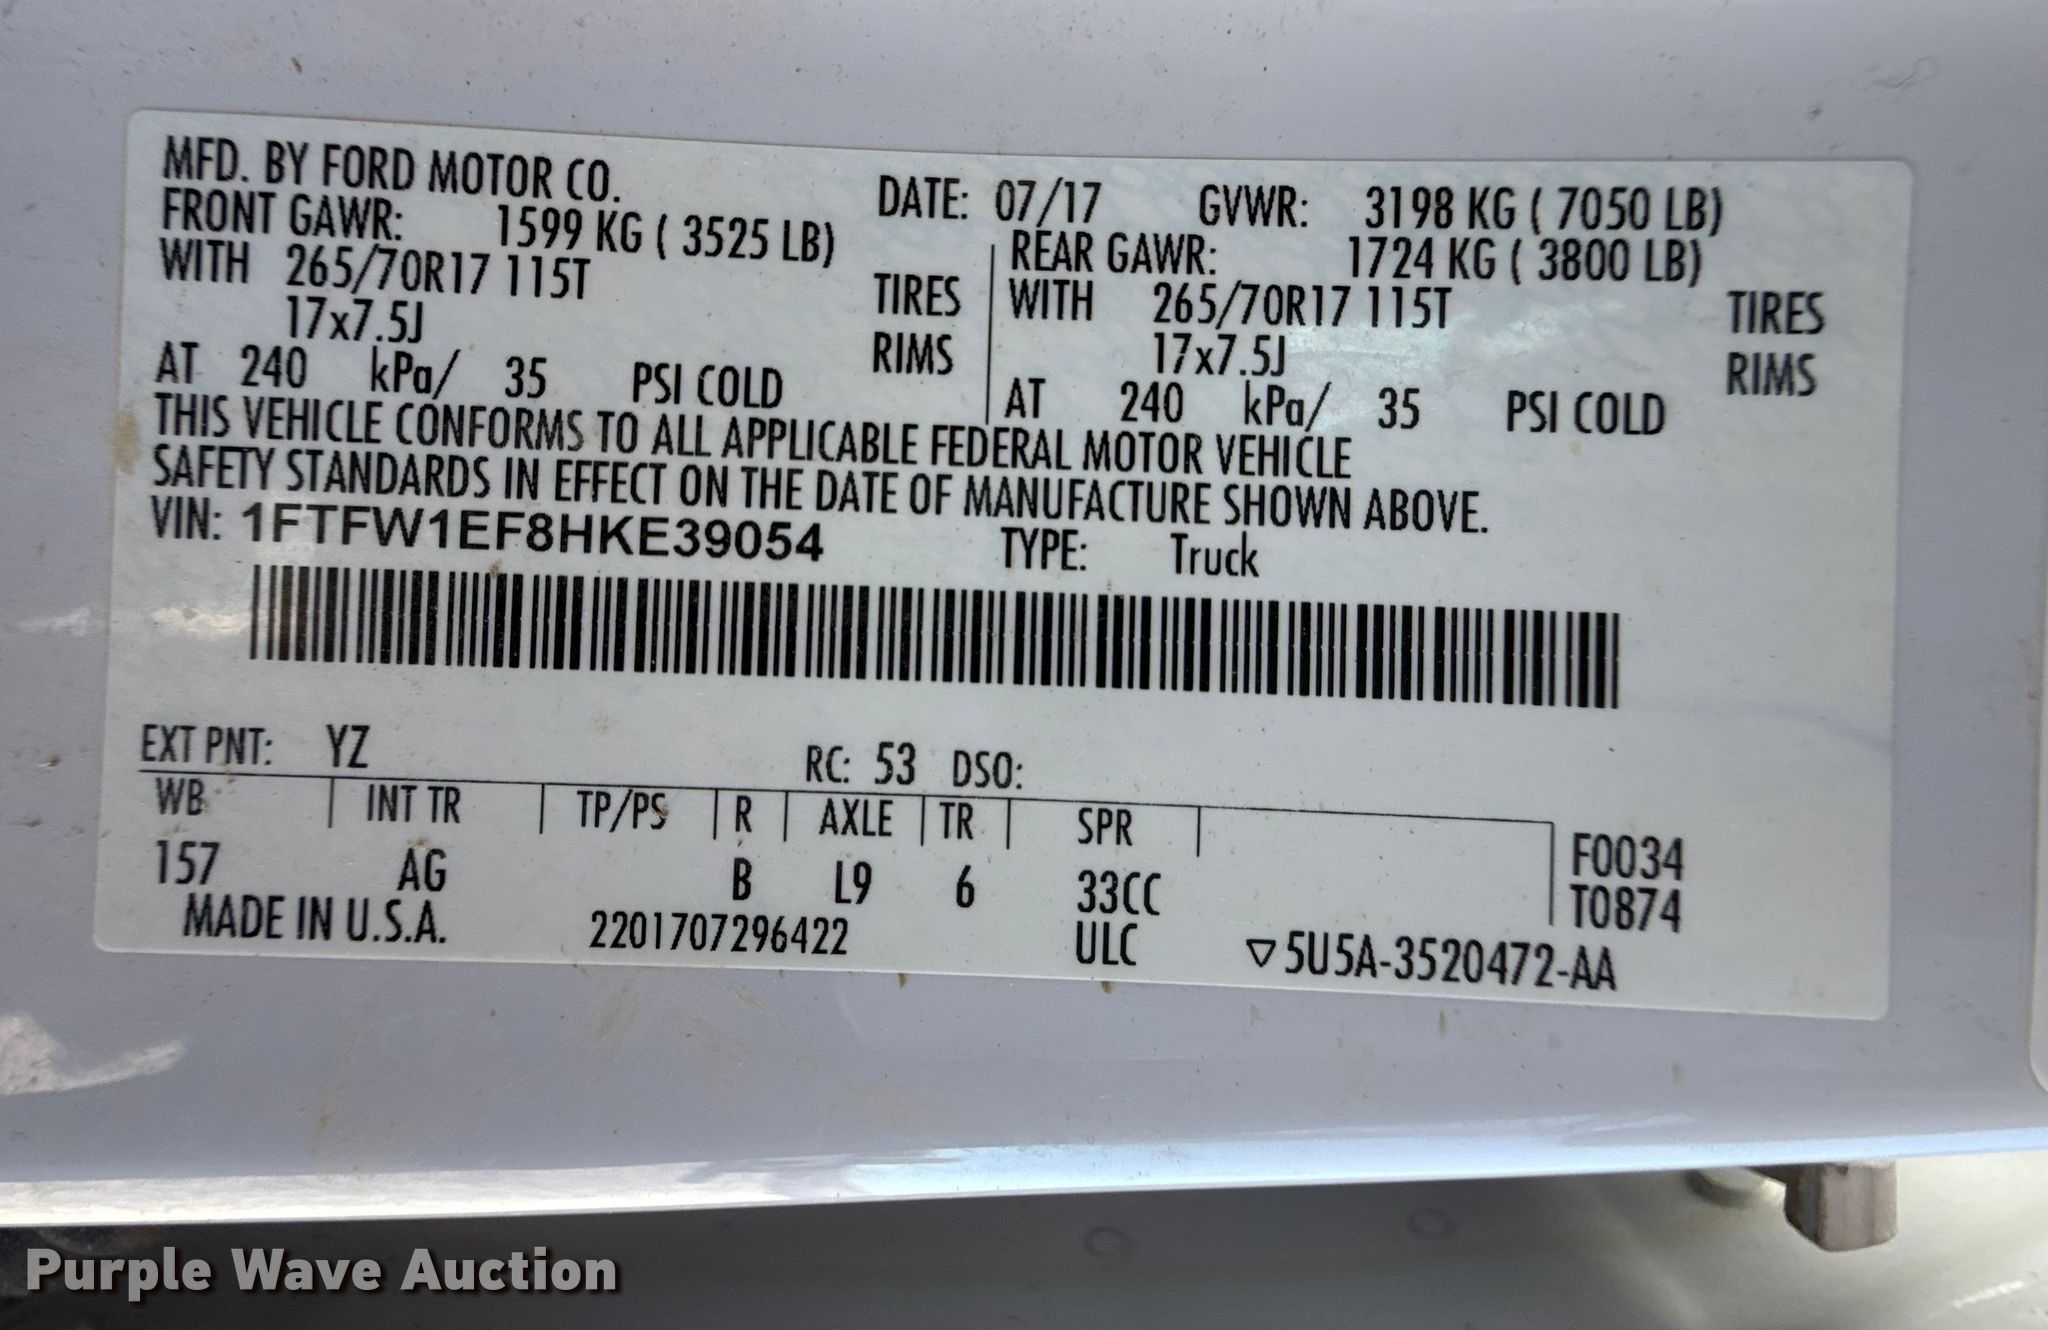 MFD. BY FORD MOTOR CO. DATE: 07/17 GVWR: 3198 KG ( 7050 LB)
FRONT GAWR: 1599 KG ( 3525 LB) REAR GAWR: 1724 KG ( 3800 LB)
WITH 265/70R17 115T TIRES WITH 265/70R17 115T TIRES
17x7.5J RIMS 17x7.5J RIMS
AT 240 kPa/ 35 PSI COLD AT 240 kPa/ 35 PSI COLD
THIS VEHICLE CONFORMS TO ALL APPLICABLE FEDERAL MOTOR VEHICLE
SAFETY STANDARDS IN EFFECT ON THE DATE OF MANUFACTURE SHOWN ABOVE.
VIN: 1FTFW1EF8HKE39054 TYPE: Truck
EXT PNT: YZ RC: 53 DSO:
WB INT TR TP/PS R AXLE TR SPR
157 AG B L9 6 33CC F0034
T0874
MADE IN U.S.A. 2201707296422 ULC ▽5U5A-3520472-AA
Purple Wave Auction